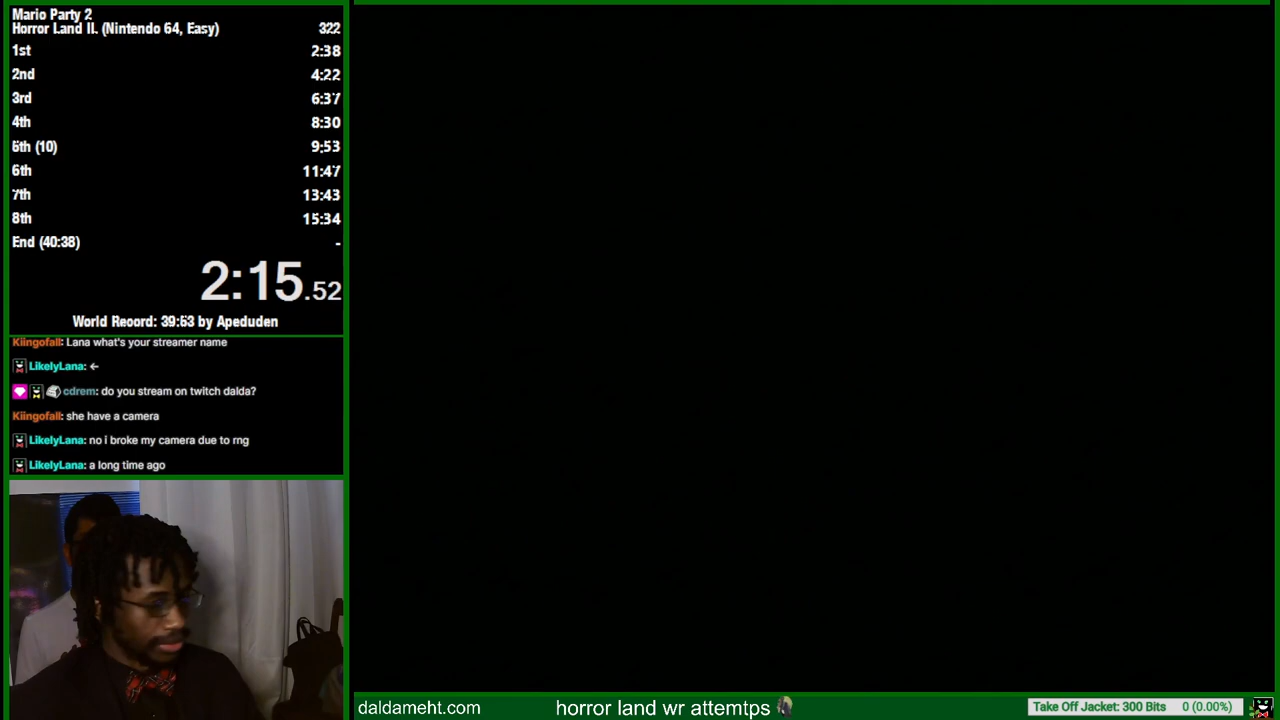 Mario Party 2
Horror Land II. (Nintendo 64, Easy) 322
1st 2:38
2nd 4:22
3rd 6:37
4th 8:30
5th (10) 9:53
6th 11:47
7th 13:43
8th 15:34
End (40:38) -
2:15.52
World Record: 39:53 by Apeduden
Kiingofall: Lana what's your streamer name
LikelyLana: ←
cdrem: do you stream on twitch dalda?
Kiingofall: she have a camera
LikelyLana: no i broke my camera due to rng
LikelyLana: a long time ago
daldameht.com
horror land wr attemtps
Take Off Jacket: 300 Bits 0 (0.00%)